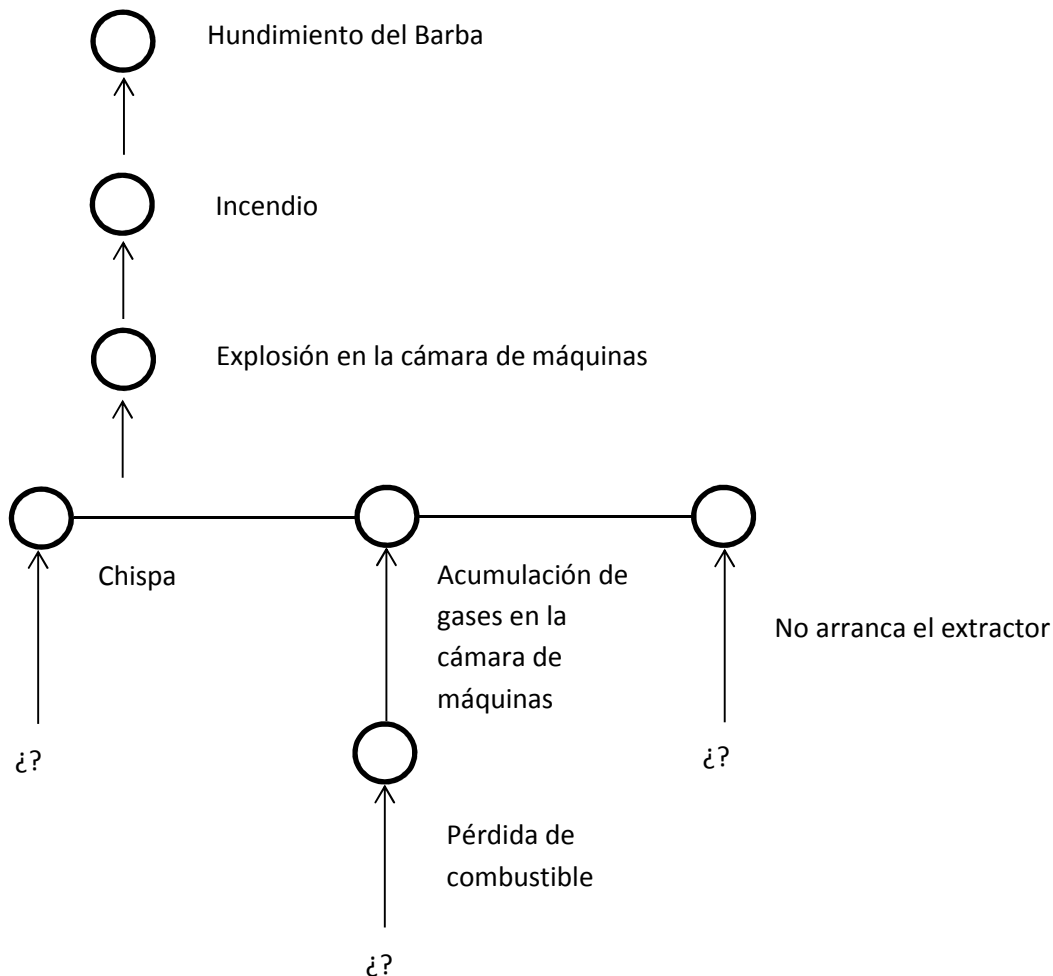 Hundimiento del Barba
Incendio
Explosión en la cámara de máquinas
Chispa
Acumulación de
gases en la
cámara de
máquinas
No arranca el extractor
¿?
¿?
Pérdida de
combustible
¿?